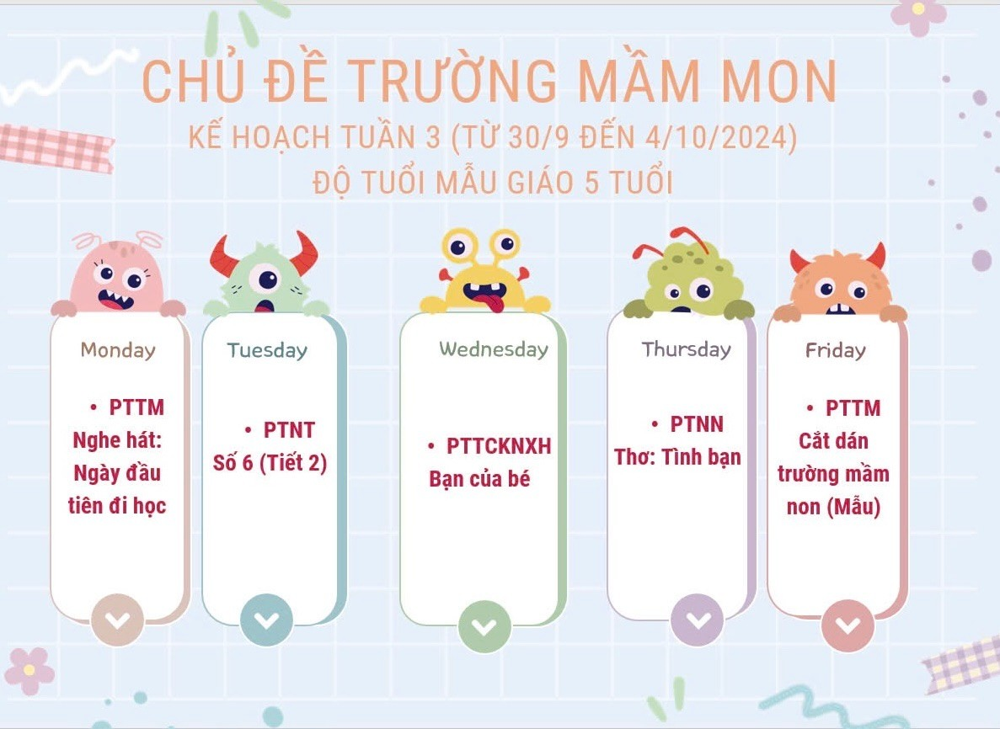 CHỦ ĐỀ TRƯỜNG MẦM MON
KẾ HOẠCH TUẦN 3 (TỪ 30/9 ĐẾN 4/10/2024)
ĐỘ TUỔI MẪU GIÁO 5 TUỔI
Monday
• PTTM
Nghe hát:
Ngày đầu
tiên đi học
Tuesday
• PTNT
Số 6 (Tiết 2)
Wednesday
• PTTCKNXH
Bạn của bé
Thursday
• PTNN
Thơ: Tình bạn
Friday
• PTTM
Cắt dán
trường mầm
non (Mẫu)